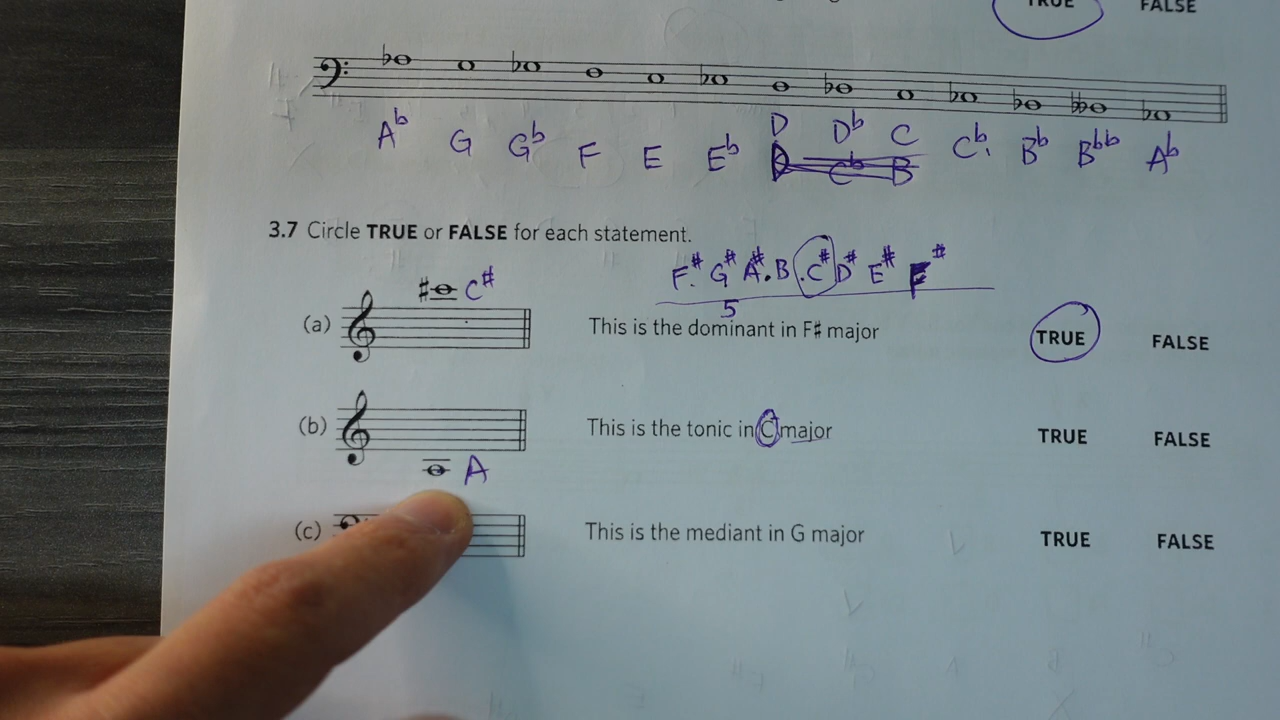 TRUE FALSE
A♭ G G♭ F E E♭ D D♭ C C♭ B♭ B♭♭ A♭
D C♭ B
3.7 Circle TRUE or FALSE for each statement.
F♯ G♯ A♯ B C♯ D♯ E♯ F♯
C♯
5
(a) This is the dominant in F♯ major TRUE FALSE
(b) This is the tonic in C major TRUE FALSE
A
(c) This is the mediant in G major TRUE FALSE